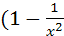 (1 − 1/x²